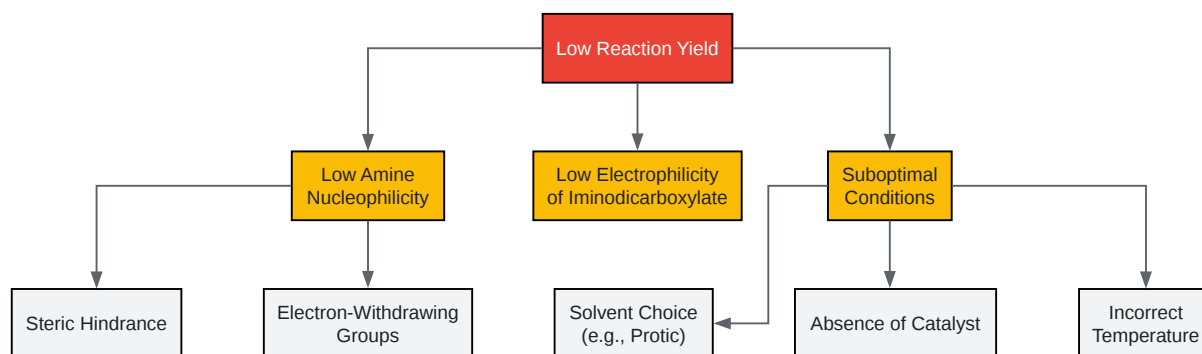 Low Reaction Yield
Low Amine
Nucleophilicity
Low Electrophilicity
of Iminodicarboxylate
Suboptimal
Conditions
Steric Hindrance
Electron-Withdrawing
Groups
Solvent Choice
(e.g., Protic)
Absence of Catalyst
Incorrect
Temperature